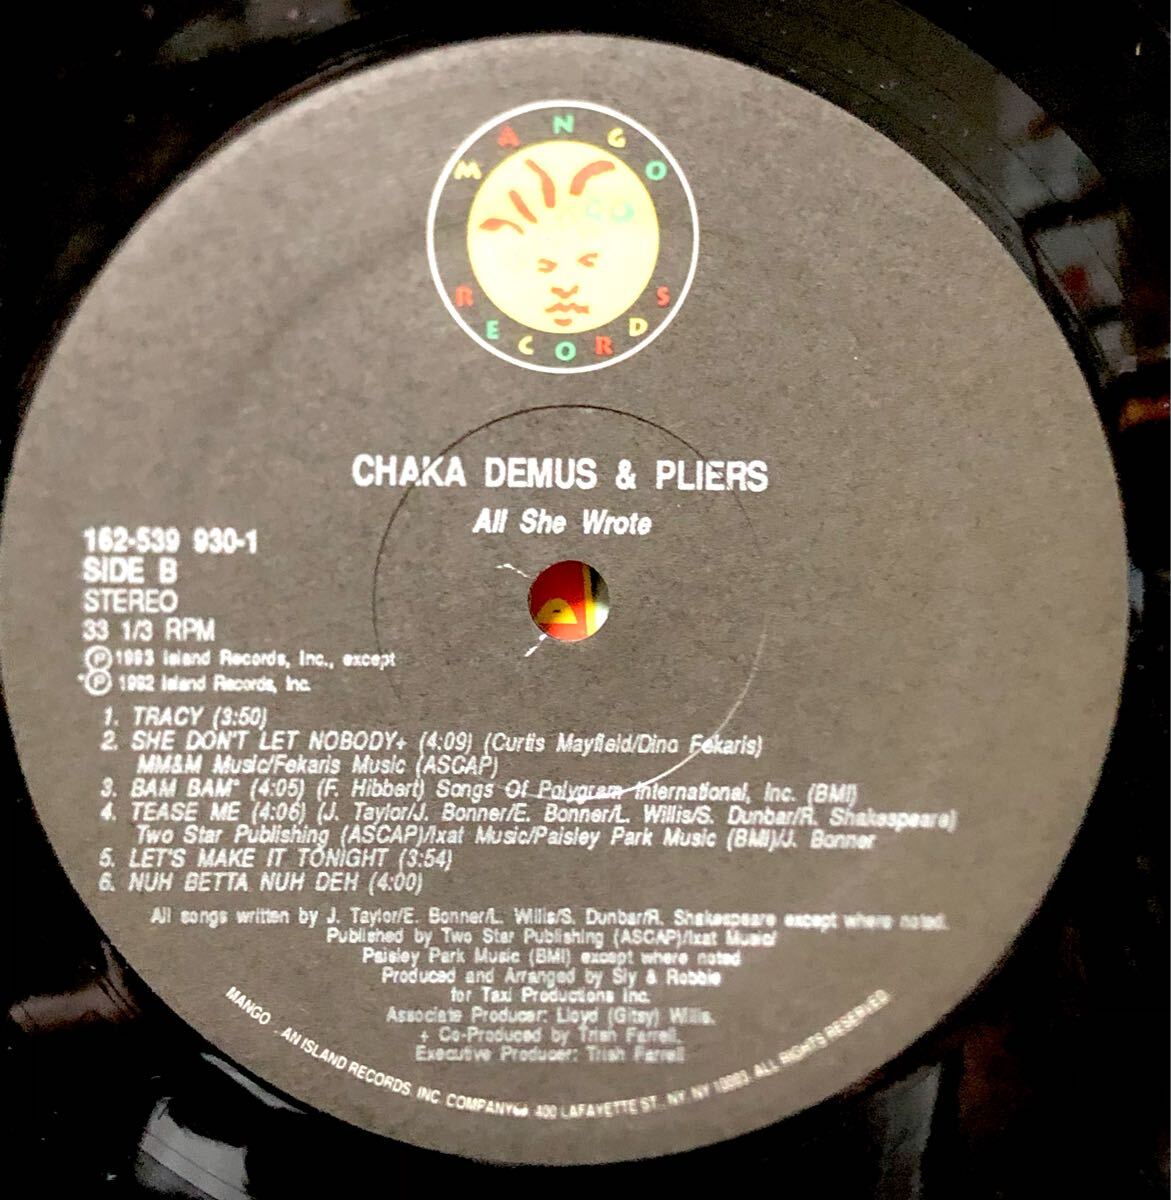 MANGO
RECORDS
CHAKA DEMUS & PLIERS
All She Wrote
162-539 930-1
SIDE B
STEREO
33 1/3 RPM
℗ 1993 Island Records, Inc., except
*℗ 1992 Island Records, Inc.
1. TRACY (3:50)
2. SHE DON'T LET NOBODY+ (4:09) (Curtis Mayfield/Dino Fekaris)
MM&M Music/Fekaris Music (ASCAP)
3. BAM BAM* (4:05) (F. Hibbert) Songs Of Polygram International, Inc. (BMI)
4. TEASE ME (4:06) (J. Taylor/J. Bonner/E. Bonner/L. Willis/S. Dunbar/R. Shakespeare)
Two Star Publishing (ASCAP)/Ixat Music/Paisley Park Music (BMI)/J. Bonner
5. LET'S MAKE IT TONIGHT (3:54)
6. NUH BETTA NUH DEH (4:00)
All songs written by J. Taylor/E. Bonner/L. Willis/S. Dunbar/R. Shakespeare except where noted.
Published by Two Star Publishing (ASCAP)/Ixat Music/
Paisley Park Music (BMI) except where noted
Produced and Arranged by Sly & Robbie
for Taxi Productions Inc.
Associate Producer: Lloyd (Gitsy) Willis.
+ Co-Produced by Trish Farrell.
Executive Producer: Trish Farrell
MANGO . AN ISLAND RECORDS, INC. COMPANY 400 LAFAYETTE ST., NY, NY 10003. ALL RIGHTS RESERVED.